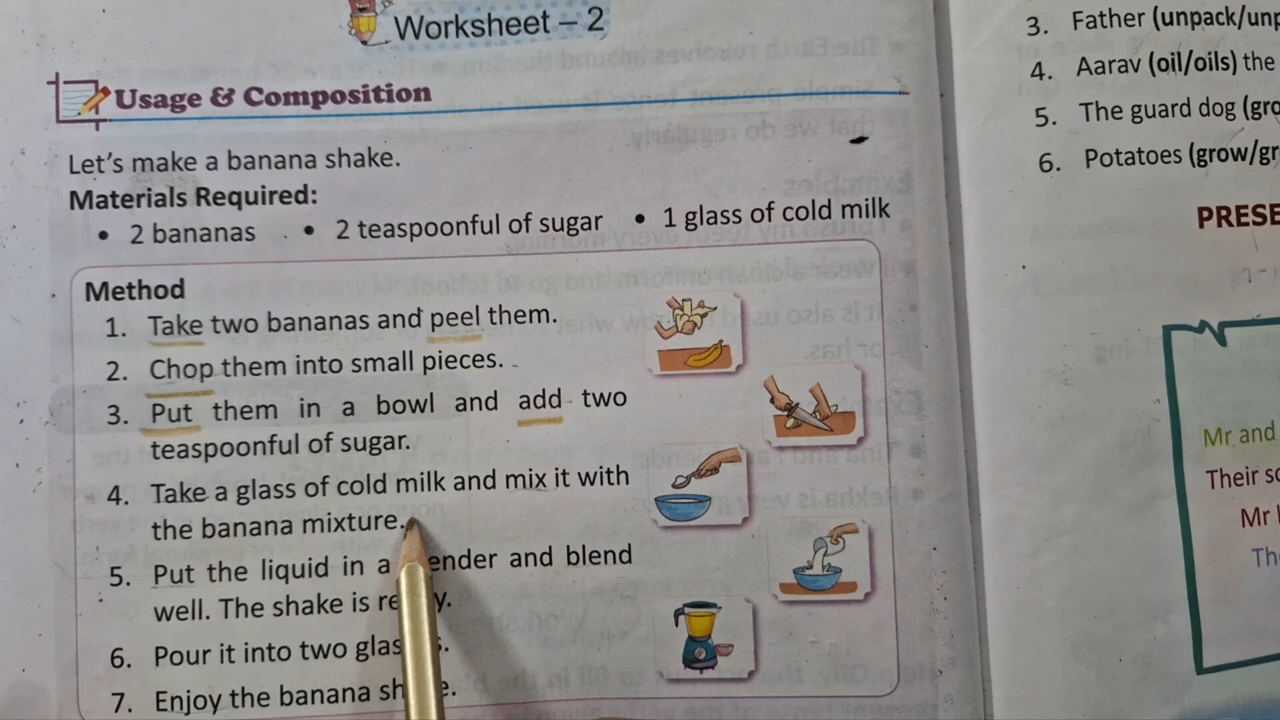 Worksheet – 2
Usage & Composition
Let's make a banana shake.
Materials Required:
• 2 bananas • 2 teaspoonful of sugar • 1 glass of cold milk
Method
1. Take two bananas and peel them.
2. Chop them into small pieces.
3. Put them in a bowl and add two
teaspoonful of sugar.
4. Take a glass of cold milk and mix it with
the banana mixture.
5. Put the liquid in a and blend
well. The shake is
6. Pour it into two
7. Enjoy the banana
3. Father (unpack/
4. Aarav (oil/oils) the
5. The guard dog
6. Potatoes (grow/
Mr and
Their
Mr